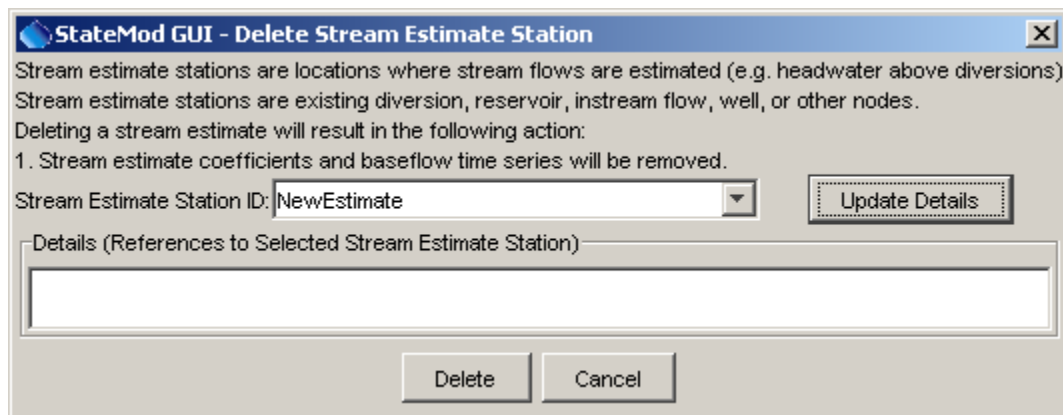 StateMod GUI - Delete Stream Estimate Station
Stream estimate stations are locations where stream flows are estimated (e.g. headwater above diversions)
Stream estimate stations are existing diversion, reservoir, instream flow, well, or other nodes.
Deleting a stream estimate will result in the following action:
1. Stream estimate coefficients and baseflow time series will be removed.
Stream Estimate Station ID: NewEstimate Update Details
Details (References to Selected Stream Estimate Station)
Delete Cancel